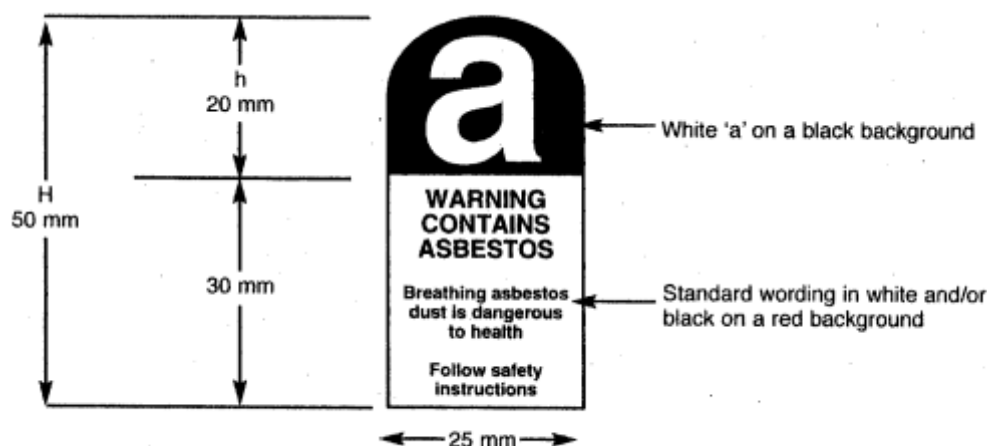 h
20 mm
H
50 mm
30 mm
a
WARNING
CONTAINS
ASBESTOS
Breathing asbestos
dust is dangerous
to health
Follow safety
instructions
25 mm
White ‘a’ on a black background
Standard wording in white and/or
black on a red background